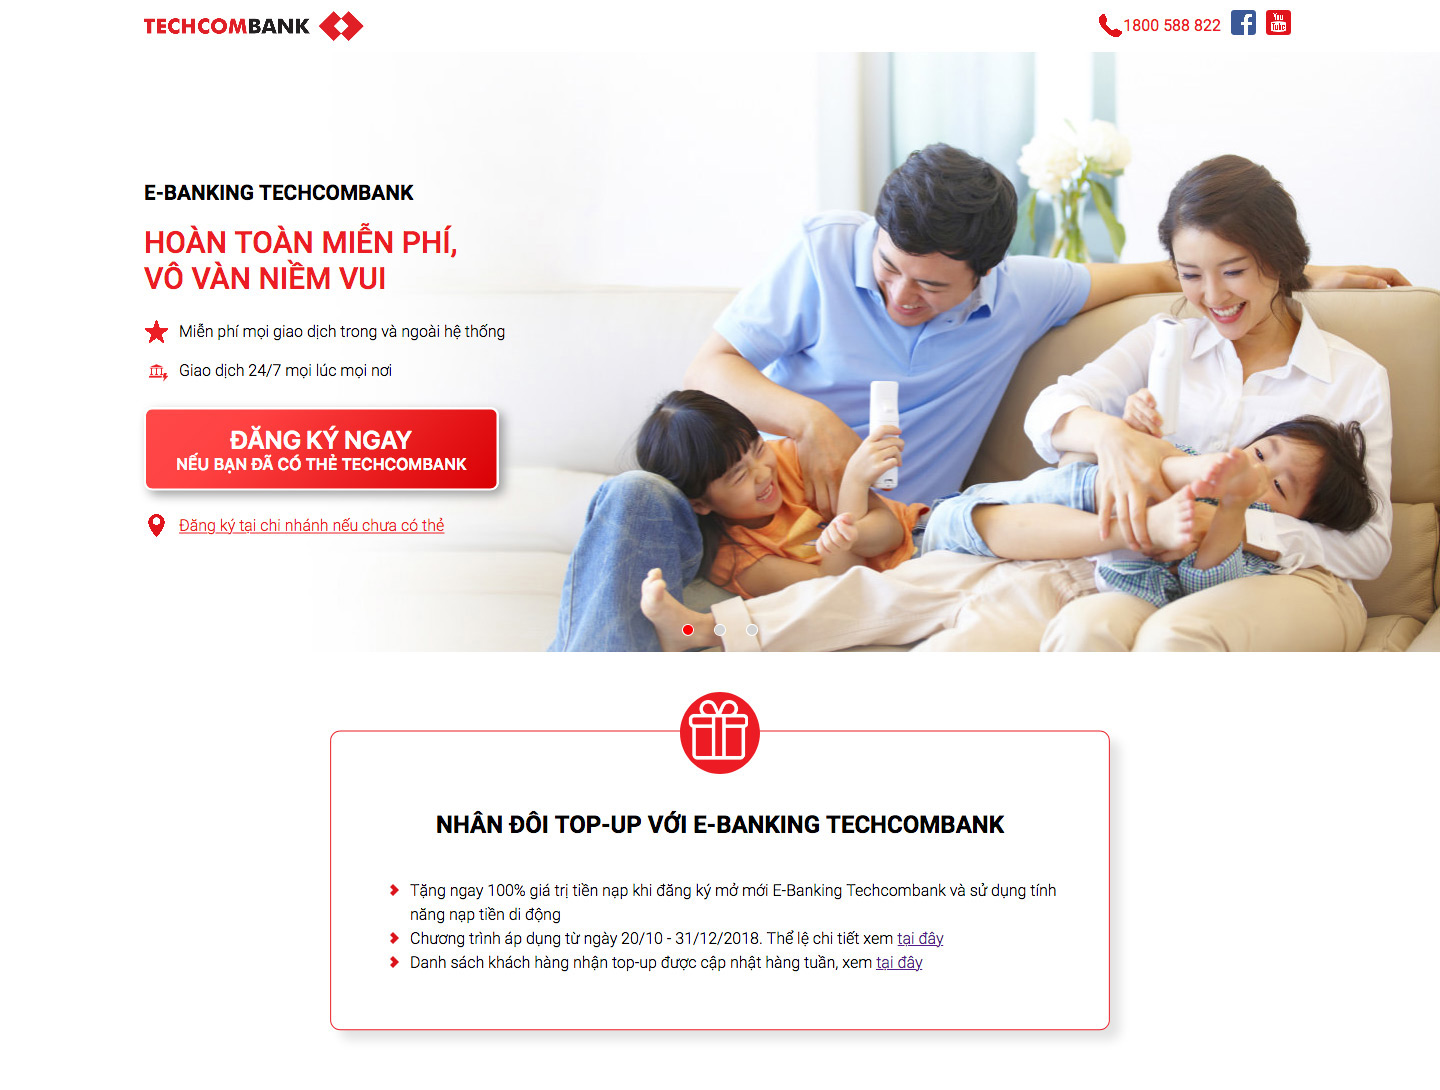 TECHCOMBANK
1800 588 822
You
Tube
E-BANKING TECHCOMBANK
HOÀN TOÀN MIỄN PHÍ,
VÔ VÀN NIỀM VUI
Miễn phí mọi giao dịch trong và ngoài hệ thống
Giao dịch 24/7 mọi lúc mọi nơi
ĐĂNG KÝ NGAY
NẾU BẠN ĐÃ CÓ THẺ TECHCOMBANK
Đăng ký tại chi nhánh nếu chưa có thẻ
NHÂN ĐÔI TOP-UP VỚI E-BANKING TECHCOMBANK
Tặng ngay 100% giá trị tiền nạp khi đăng ký mở mới E-Banking Techcombank và sử dụng tính
năng nạp tiền di động
Chương trình áp dụng từ ngày 20/10 - 31/12/2018. Thể lệ chi tiết xem tại đây
Danh sách khách hàng nhận top-up được cập nhật hàng tuần, xem tại đây